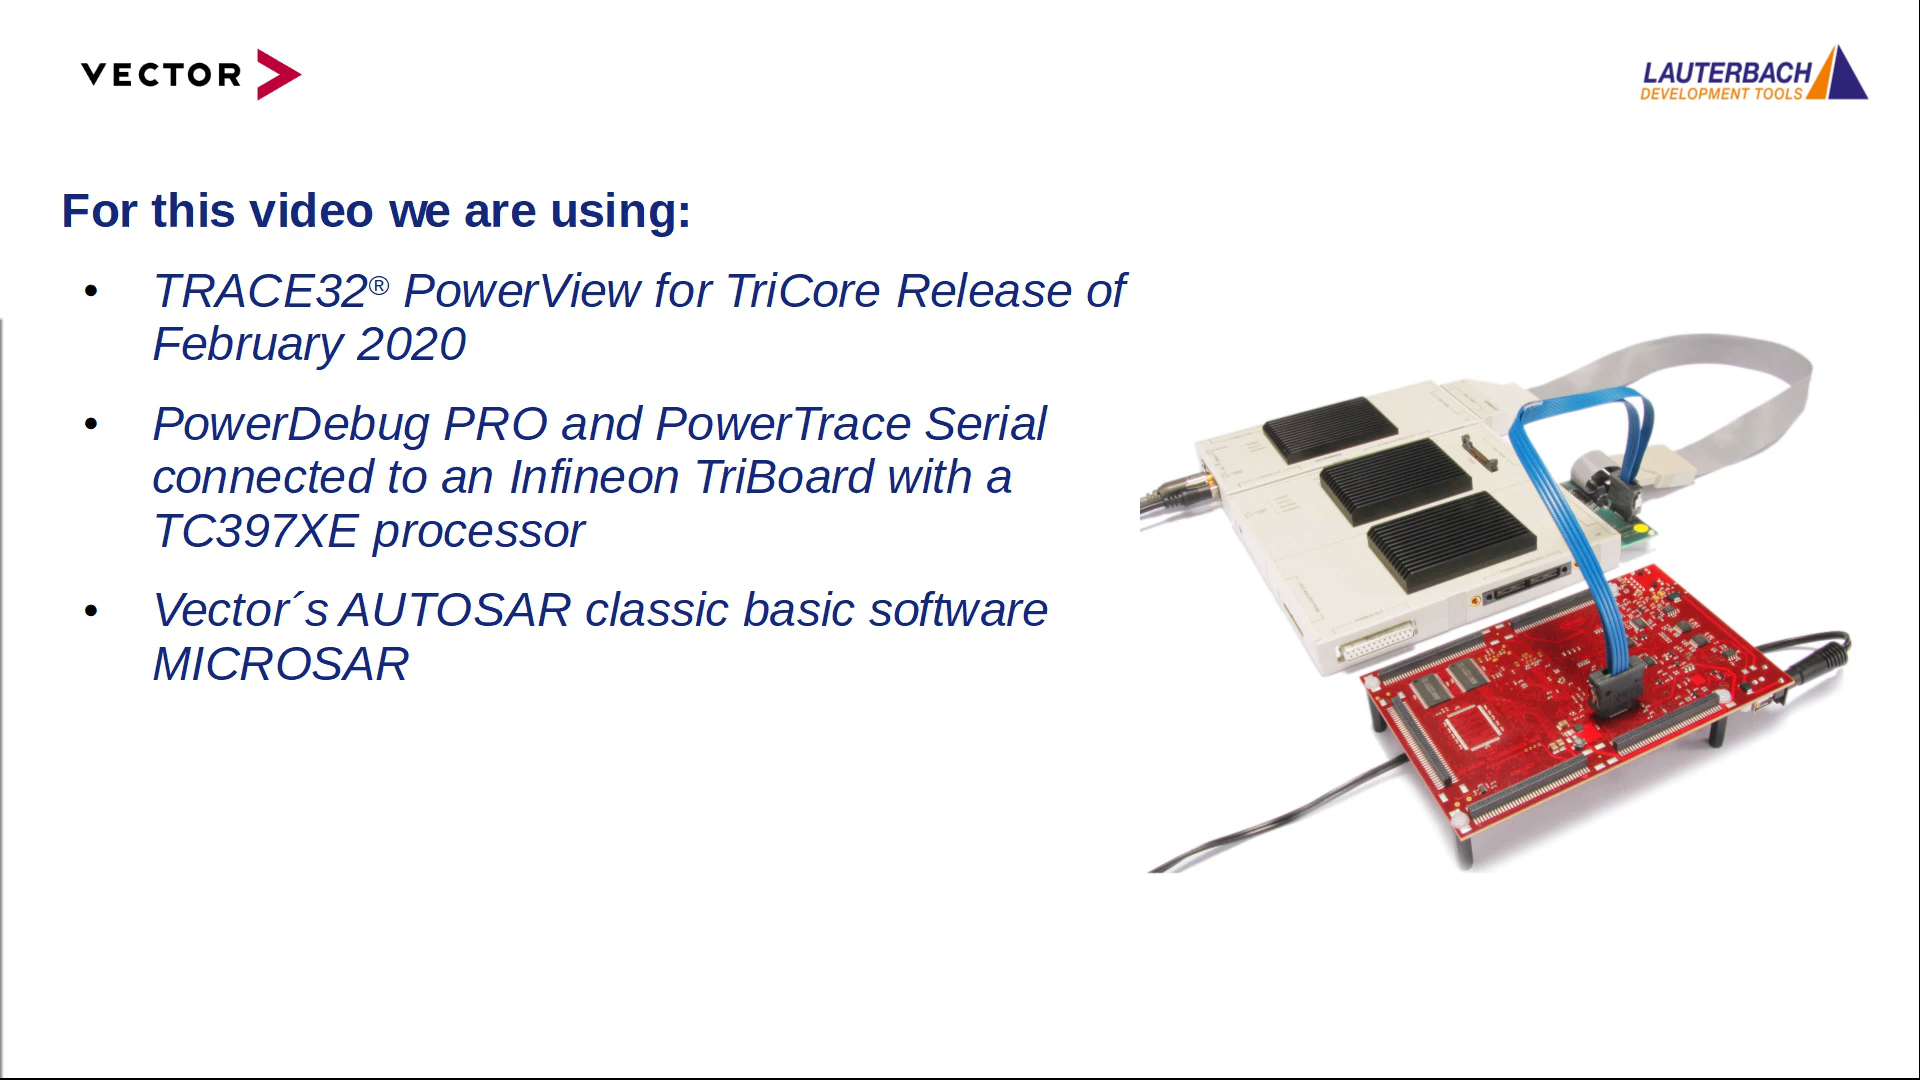 VECTOR
LAUTERBACH
DEVELOPMENT TOOLS
For this video we are using:
• TRACE32® PowerView for TriCore Release of
February 2020
• PowerDebug PRO and PowerTrace Serial
connected to an Infineon TriBoard with a
TC397XE processor
• Vector´s AUTOSAR classic basic software
MICROSAR